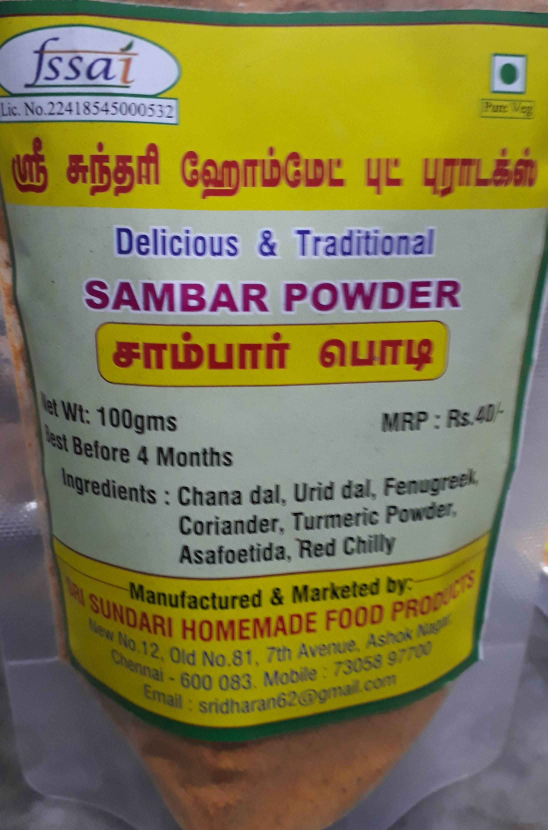 fssai
Lic. No.22418545000532
Pure Veg
ஸ்ரீ சுந்தரி ஹோம்மேட் புட் புராடக்ஸ்
Delicious & Traditional
SAMBAR POWDER
சாம்பார் பொடி
Net Wt: 100gms
MRP : Rs.40/-
Best Before 4 Months
Ingredients : Chana dal, Urid dal, Fenugreek,
Coriander, Turmeric Powder,
Asafoetida, Red Chilly
Manufactured & Marketed by:
SRI SUNDARI HOMEMADE FOOD PRODUCTS
New No.12, Old No.81, 7th Avenue, Ashok Nagar,
Chennai - 600 083. Mobile : 73058 97700
Email : sridharan62@gmail.com